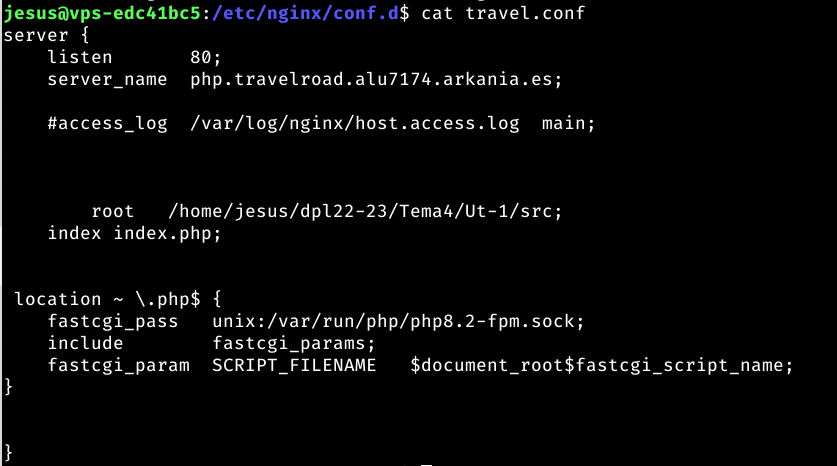 jesus@vps-edc41bc5:/etc/nginx/conf.d$ cat travel.conf
server {
    listen       80;
    server_name  php.travelroad.alu7174.arkania.es;
    #access_log  /var/log/nginx/host.access.log  main;
        root   /home/jesus/dpl22-23/Tema4/Ut-1/src;
    index index.php;
 location ~ \.php$ {
    fastcgi_pass   unix:/var/run/php/php8.2-fpm.sock;
    include        fastcgi_params;
    fastcgi_param  SCRIPT_FILENAME   $document_root$fastcgi_script_name;
}
}